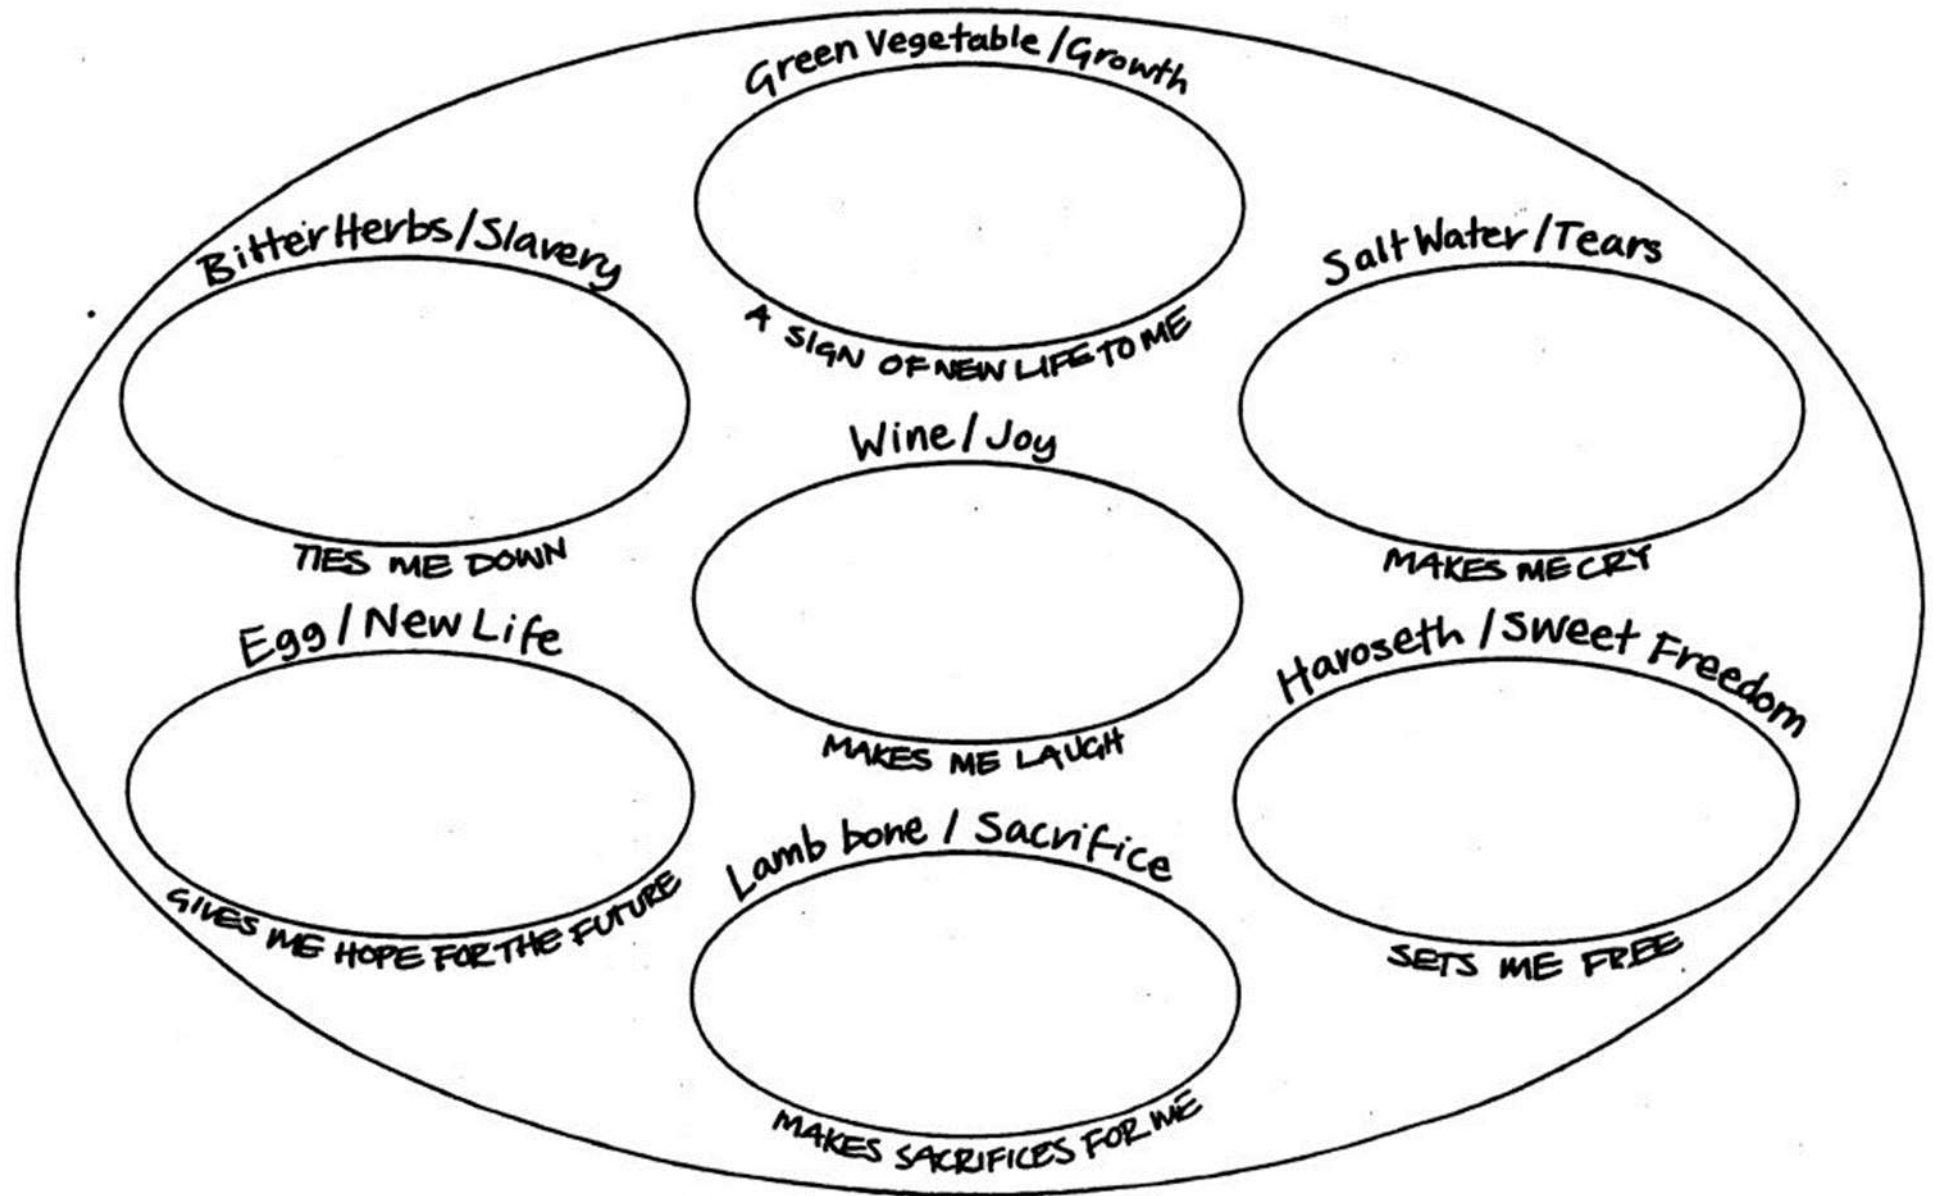 Green Vegetable / Growth
A SIGN OF NEW LIFE TO ME
Bitter Herbs / Slavery
TIES ME DOWN
Salt Water / Tears
MAKES ME CRY
Wine / Joy
MAKES ME LAUGH
Egg / New Life
GIVES ME HOPE FOR THE FUTURE
Haroseth / Sweet Freedom
SETS ME FREE
Lamb bone / Sacrifice
MAKES SACRIFICES FOR ME